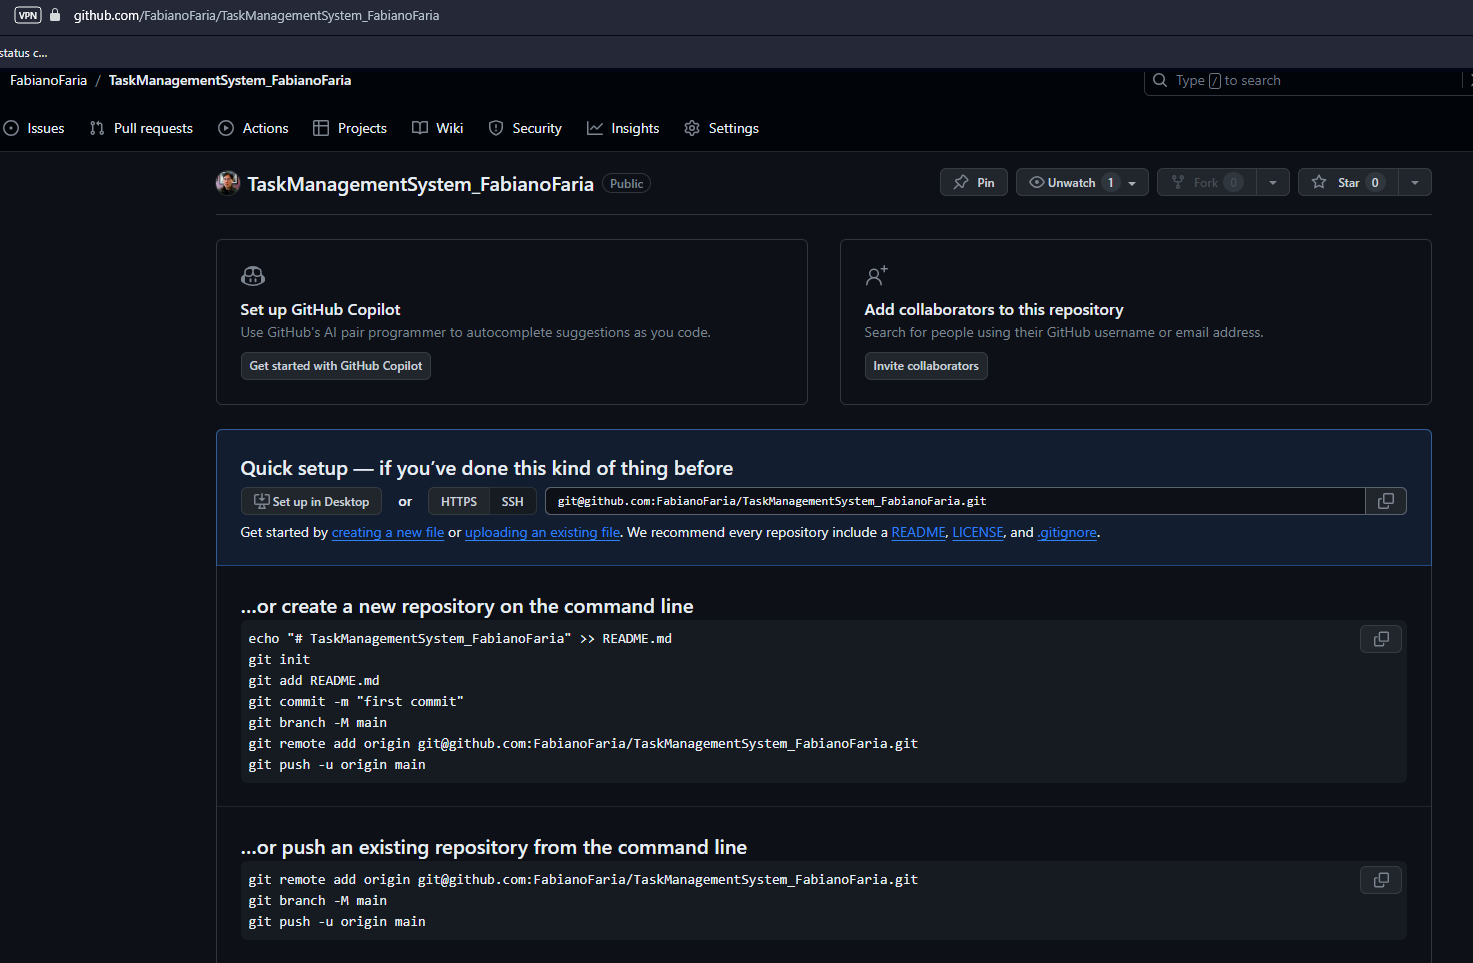 VPN github.com/FabianoFaria/TaskManagementSystem_FabianoFaria
status c...
FabianoFaria / TaskManagementSystem_FabianoFaria
Type / to search
Issues Pull requests Actions Projects Wiki Security Insights Settings
TaskManagementSystem_FabianoFaria Public
Pin Unwatch 1 Fork 0 Star 0
Set up GitHub Copilot
Use GitHub's AI pair programmer to autocomplete suggestions as you code.
Get started with GitHub Copilot
Add collaborators to this repository
Search for people using their GitHub username or email address.
Invite collaborators
Quick setup — if you’ve done this kind of thing before
Set up in Desktop or HTTPS SSH git@github.com:FabianoFaria/TaskManagementSystem_FabianoFaria.git
Get started by creating a new file or uploading an existing file. We recommend every repository include a README, LICENSE, and .gitignore.
…or create a new repository on the command line
echo "# TaskManagementSystem_FabianoFaria" >> README.md
git init
git add README.md
git commit -m "first commit"
git branch -M main
git remote add origin git@github.com:FabianoFaria/TaskManagementSystem_FabianoFaria.git
git push -u origin main
…or push an existing repository from the command line
git remote add origin git@github.com:FabianoFaria/TaskManagementSystem_FabianoFaria.git
git branch -M main
git push -u origin main